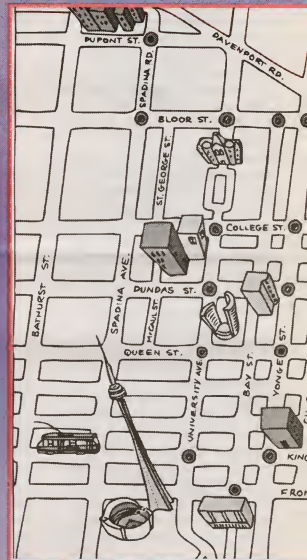 DUPONT ST.
DAVENPORT RD.
SPADINA RD.
BLOOR ST.
ST. GEORGE ST.
COLLEGE ST.
BATHURST ST.
SPADINA AVE.
DUNDAS ST.
MCCAUL ST.
QUEEN ST.
UNIVERSITY AVE.
BAY ST.
YONGE ST.
KING
FRON